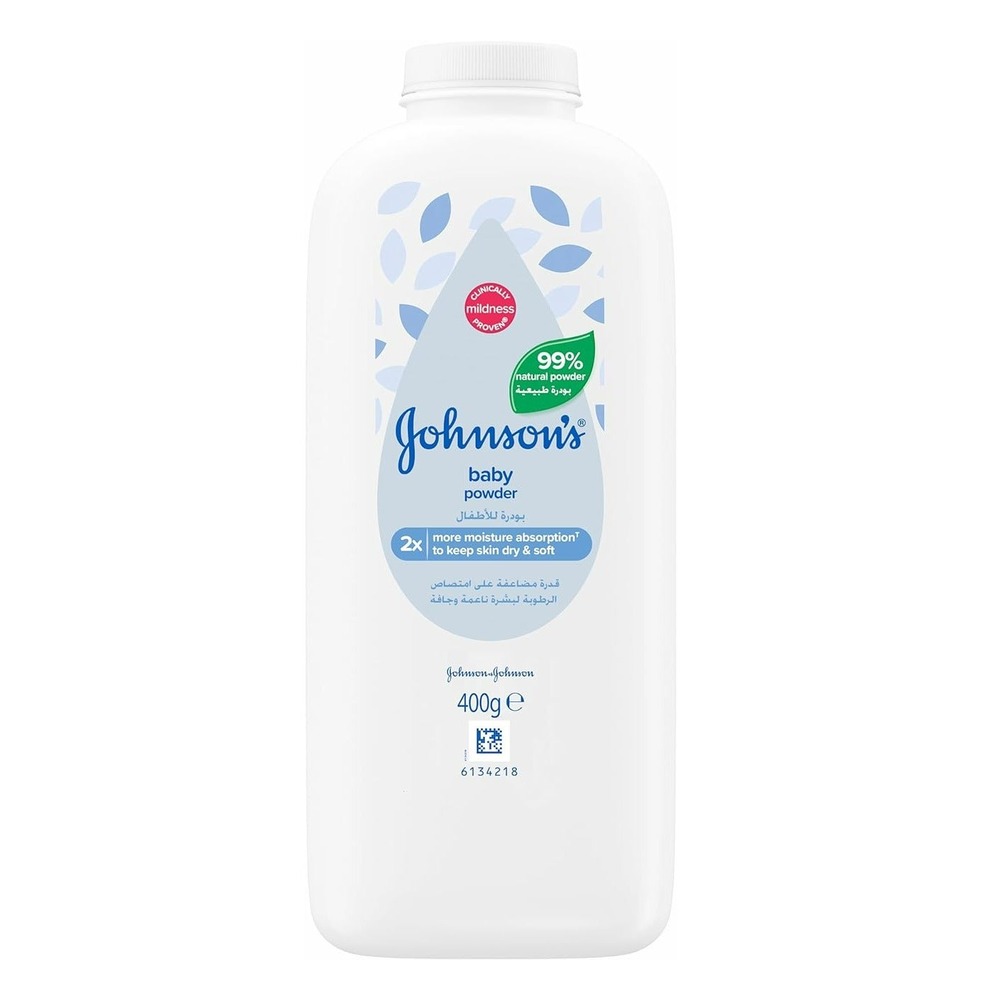 CLINICALLY
mildness
PROVEN®
99%
natural powder
بودرة طبيعية
Johnson's®
baby
powder
بودرة للأطفال
2x
more moisture absorption†
to keep skin dry & soft
قدرة مضاعفة على امتصاص
الرطوبة لبشرة ناعمة وجافة
Johnson & Johnson
400g ℮
6134218